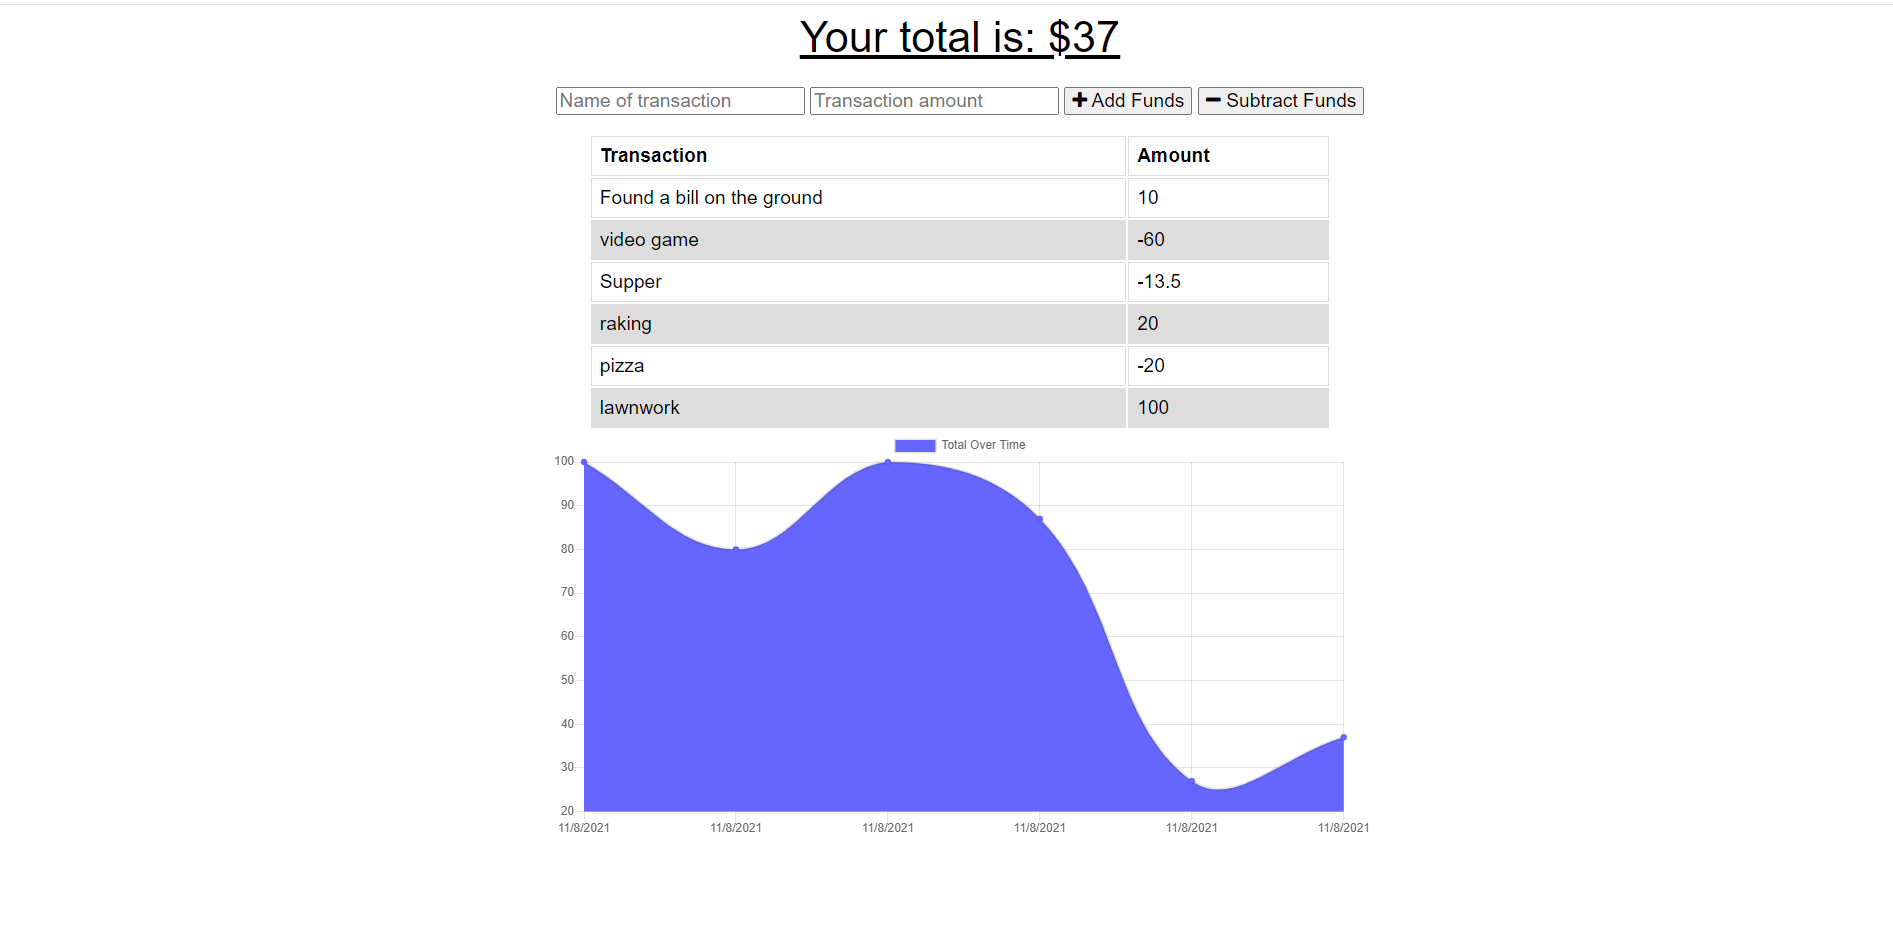 Your total is: $37
Name of transaction Transaction amount + Add Funds − Subtract Funds
Transaction Amount
Found a bill on the ground 10
video game -60
Supper -13.5
raking 20
pizza -20
lawnwork 100
Total Over Time
100
90
80
70
60
50
40
30
20
11/8/2021 11/8/2021 11/8/2021 11/8/2021 11/8/2021 11/8/2021